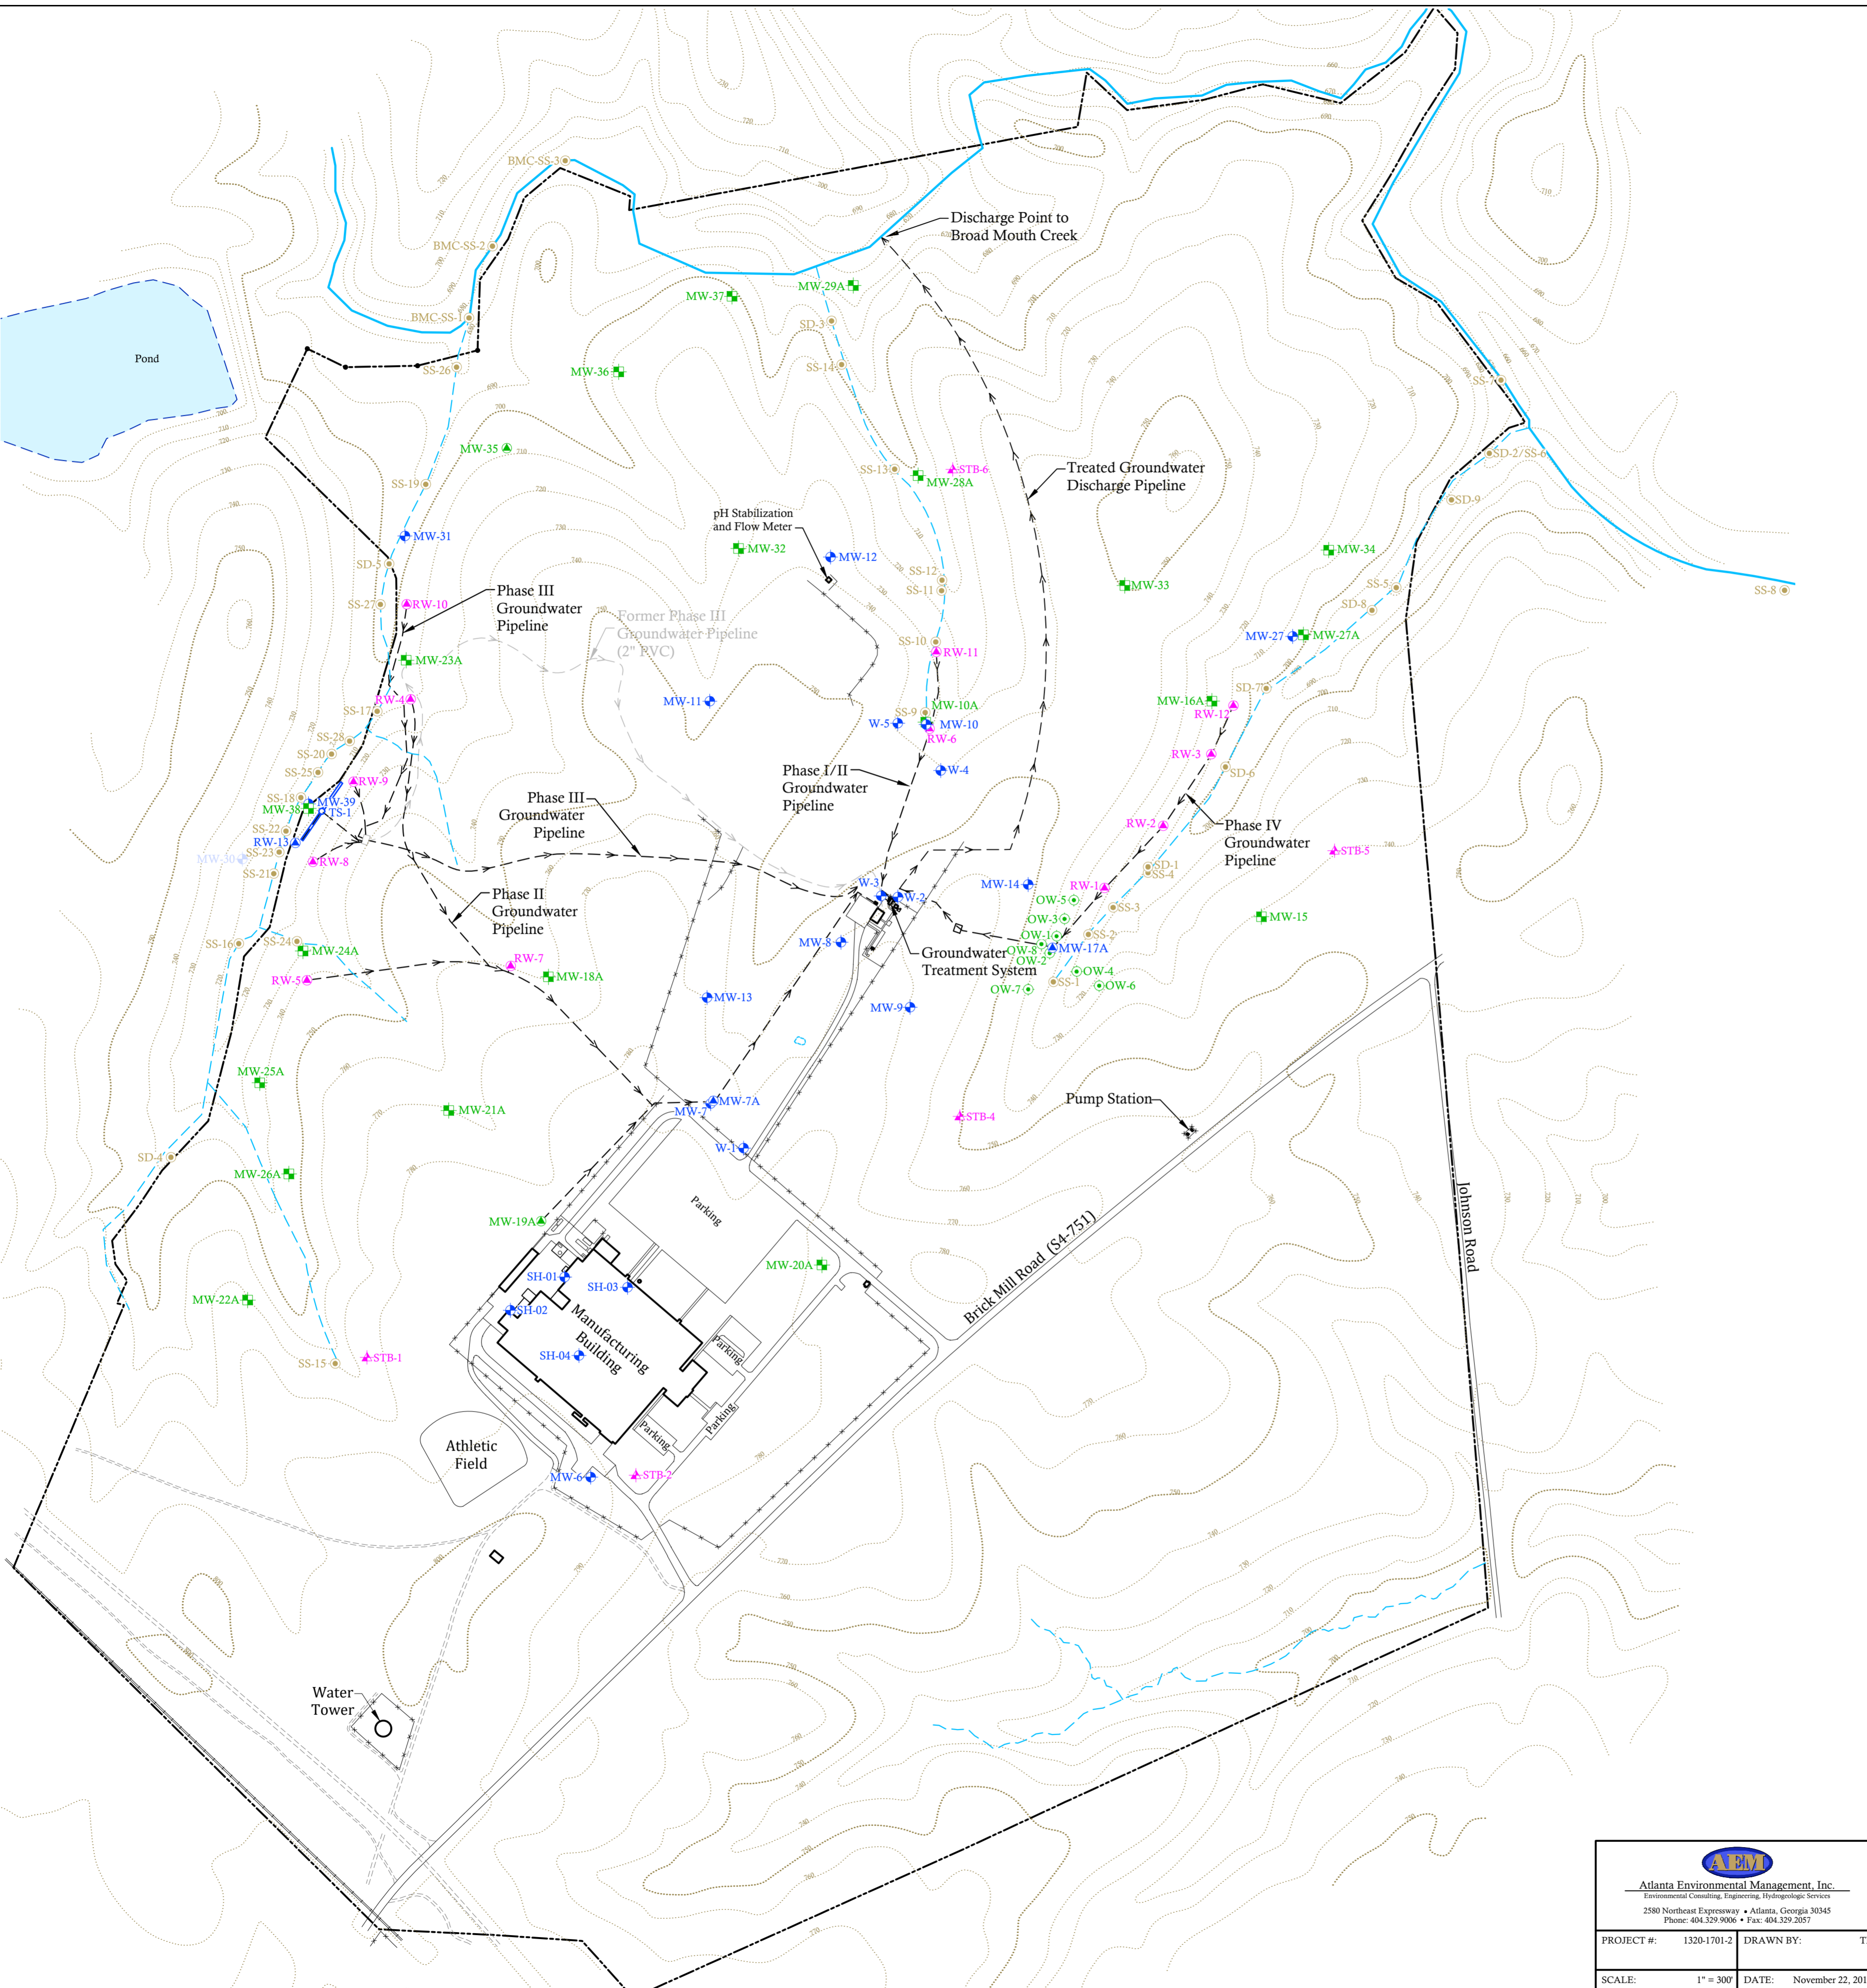 BMC-SS-3
Discharge Point to
Broad Mouth Creek
BMC-SS-2
MW-29A
MW-37
BMC-SS-1
SD-3
Pond
SS-14
SS-26
MW-36
SS-7
MW-35
SD-2/SS-6
SS-13
STB-6
MW-28A
Treated Groundwater
Discharge Pipeline
SS-19
SD-9
pH Stabilization
and Flow Meter
MW-31
MW-32
MW-12
MW-34
SD-5
SS-12
SS-11
MW-33
SS-5
SS-8
Phase III
Groundwater
Pipeline
SS-27
RW-10
SD-8
Former Phase III
Groundwater Pipeline
(2" PVC)
MW-27
MW-27A
SS-10
RW-11
MW-23A
SD-7
RW-4
MW-11
MW-16A
RW-12
SS-17
SS-9
MW-10A
W-5
MW-10
RW-6
SS-28
SS-20
RW-3
SS-25
W-4
SD-6
Phase I/II
Groundwater
Pipeline
RW-9
SS-18
MW-39
MW-38
TS-1
Phase III
Groundwater
Pipeline
RW-2
Phase IV
Groundwater
Pipeline
SS-22
RW-13
SS-23
MW-30
RW-8
STB-5
SD-1
SS-4
SS-21
W-3
W-2
MW-14
RW-1
Phase II
Groundwater
Pipeline
OW-5
SS-3
OW-3
MW-15
OW-1
SS-2
SS-16
SS-24
MW-24A
MW-8
OW-8
MW-17A
OW-2
Groundwater
Treatment System
RW-7
RW-5
MW-18A
OW-4
SS-1
OW-6
OW-7
MW-13
MW-9
MW-25A
MW-21A
MW-7
MW-7A
Pump Station
STB-4
W-1
SD-4
MW-26A
Parking
Johnson Road
MW-19A
Brick Mill Road (S4-751)
MW-20A
SH-01
SH-03
MW-22A
SH-02
Manufacturing
Building
SH-04
Parking
SS-15
STB-1
Parking
Parking
Athletic
Field
MW-6
STB-2
Water
Tower
AEM
Atlanta Environmental Management, Inc.
Environmental Consulting, Engineering, Hydrogeologic Services
2580 Northeast Expressway • Atlanta, Georgia 30345
Phone: 404.329.9006 • Fax: 404.329.2057
PROJECT #: 1320-1701-2 DRAWN BY: T
SCALE: 1" = 300' DATE: November 22, 201